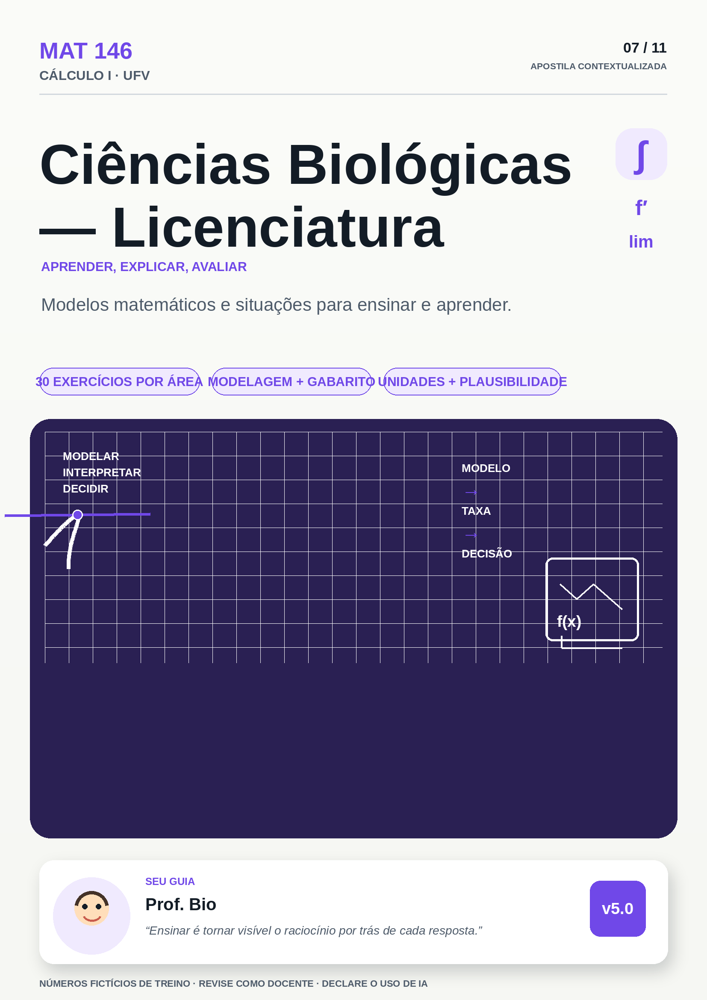 MAT 146
CÁLCULO I · UFV
07 / 11
APOSTILA CONTEXTUALIZADA
Ciências Biológicas
— Licenciatura
∫
f′
lim
APRENDER, EXPLICAR, AVALIAR
Modelos matemáticos e situações para ensinar e aprender.
30 EXERCÍCIOS POR ÁREA
MODELAGEM + GABARITO
UNIDADES + PLAUSIBILIDADE
MODELAR
INTERPRETAR
DECIDIR
MODELO
→
TAXA
→
DECISÃO
f(x)
SEU GUIA
Prof. Bio
“Ensinar é tornar visível o raciocínio por trás de cada resposta.”
v5.0
NÚMEROS FICTÍCIOS DE TREINO · REVISE COMO DOCENTE · DECLARE O USO DE IA